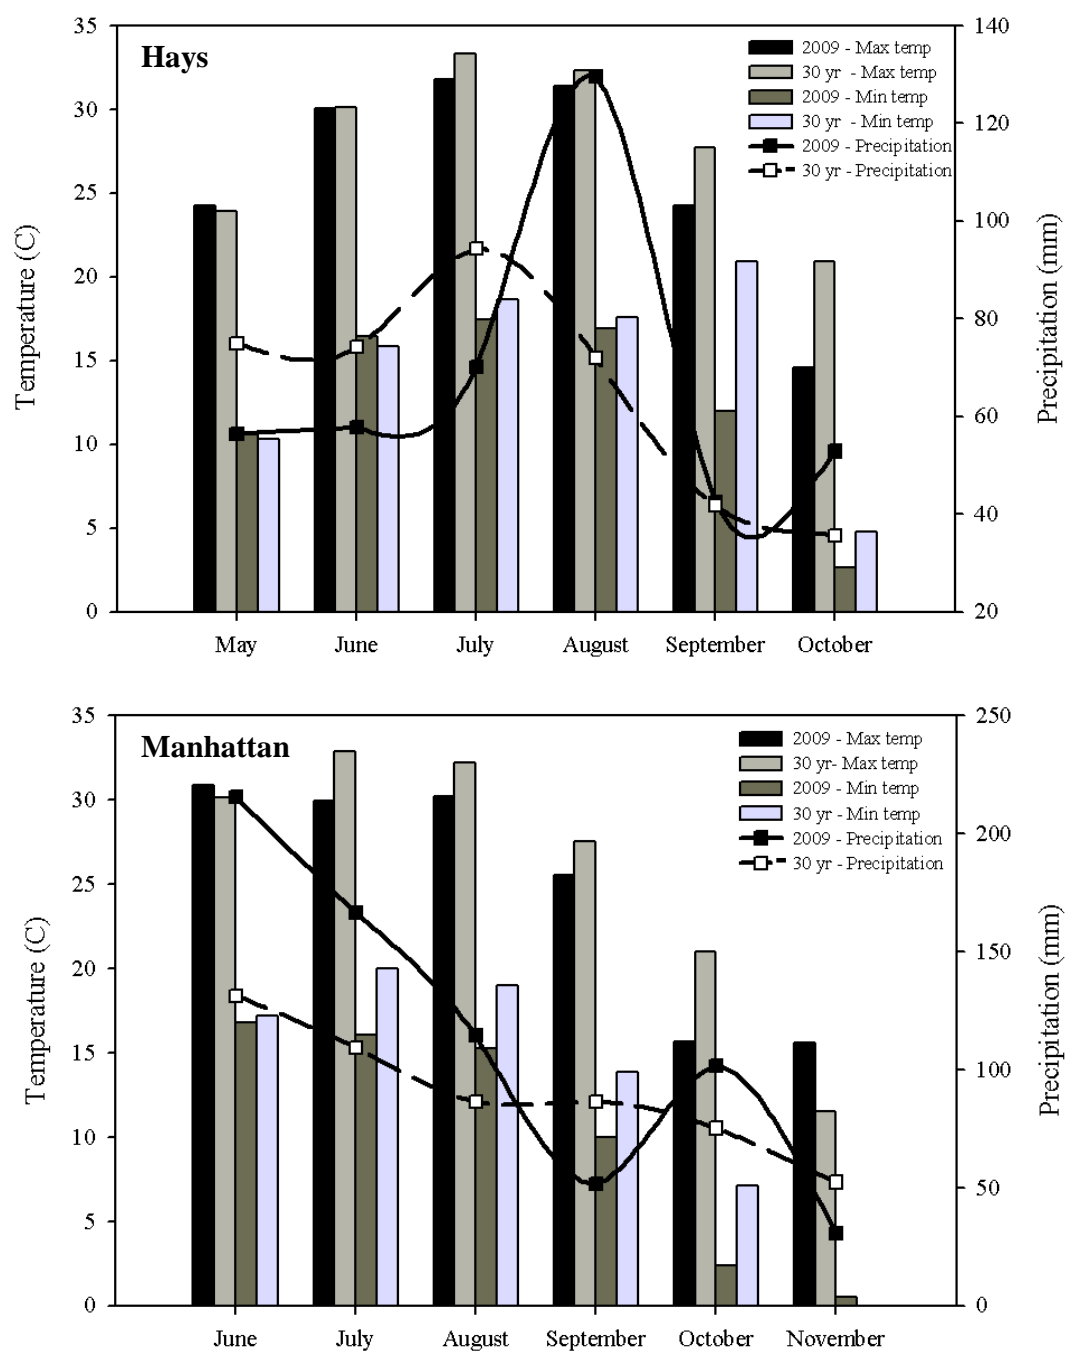 Hays
Temperature (C)
35
30
25
20
15
10
5
0
140
120
100
80
60
40
20
Precipitation (mm)
2009 - Max temp
30 yr - Max temp
2009 - Min temp
30 yr - Min temp
2009 - Precipitation
30 yr - Precipitation
May June July August September October
Manhattan
Temperature (C)
35
30
25
20
15
10
5
0
250
200
150
100
50
0
Precipitation (mm)
2009 - Max temp
30 yr- Max temp
2009 - Min temp
30 yr - Min temp
2009 - Precipitation
30 yr - Precipitation
June July August September October November